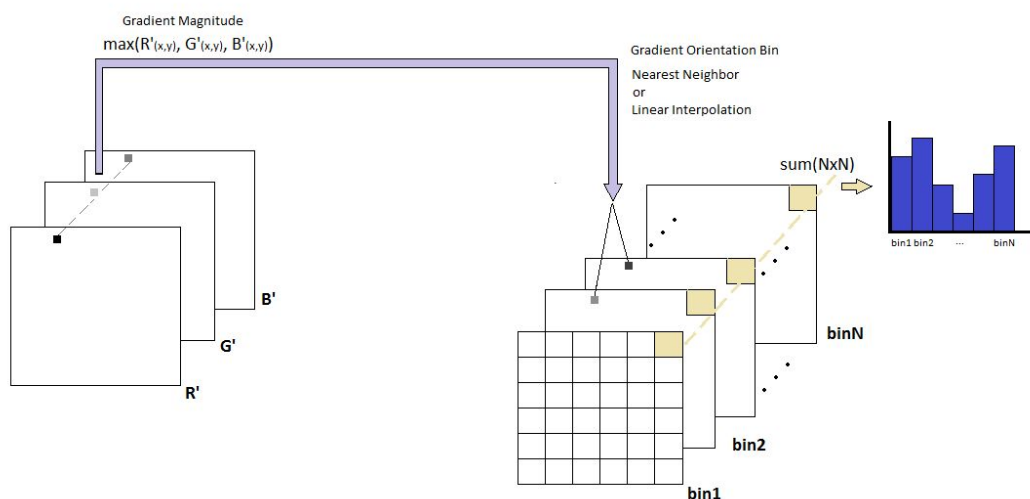 Gradient Magnitude
max(R'(x,y), G'(x,y), B'(x,y))
Gradient Orientation Bin
Nearest Neighbor
or
Linear Interpolation
sum(NxN)
bin1 bin2 ... binN
B'
G'
R'
binN
bin2
bin1